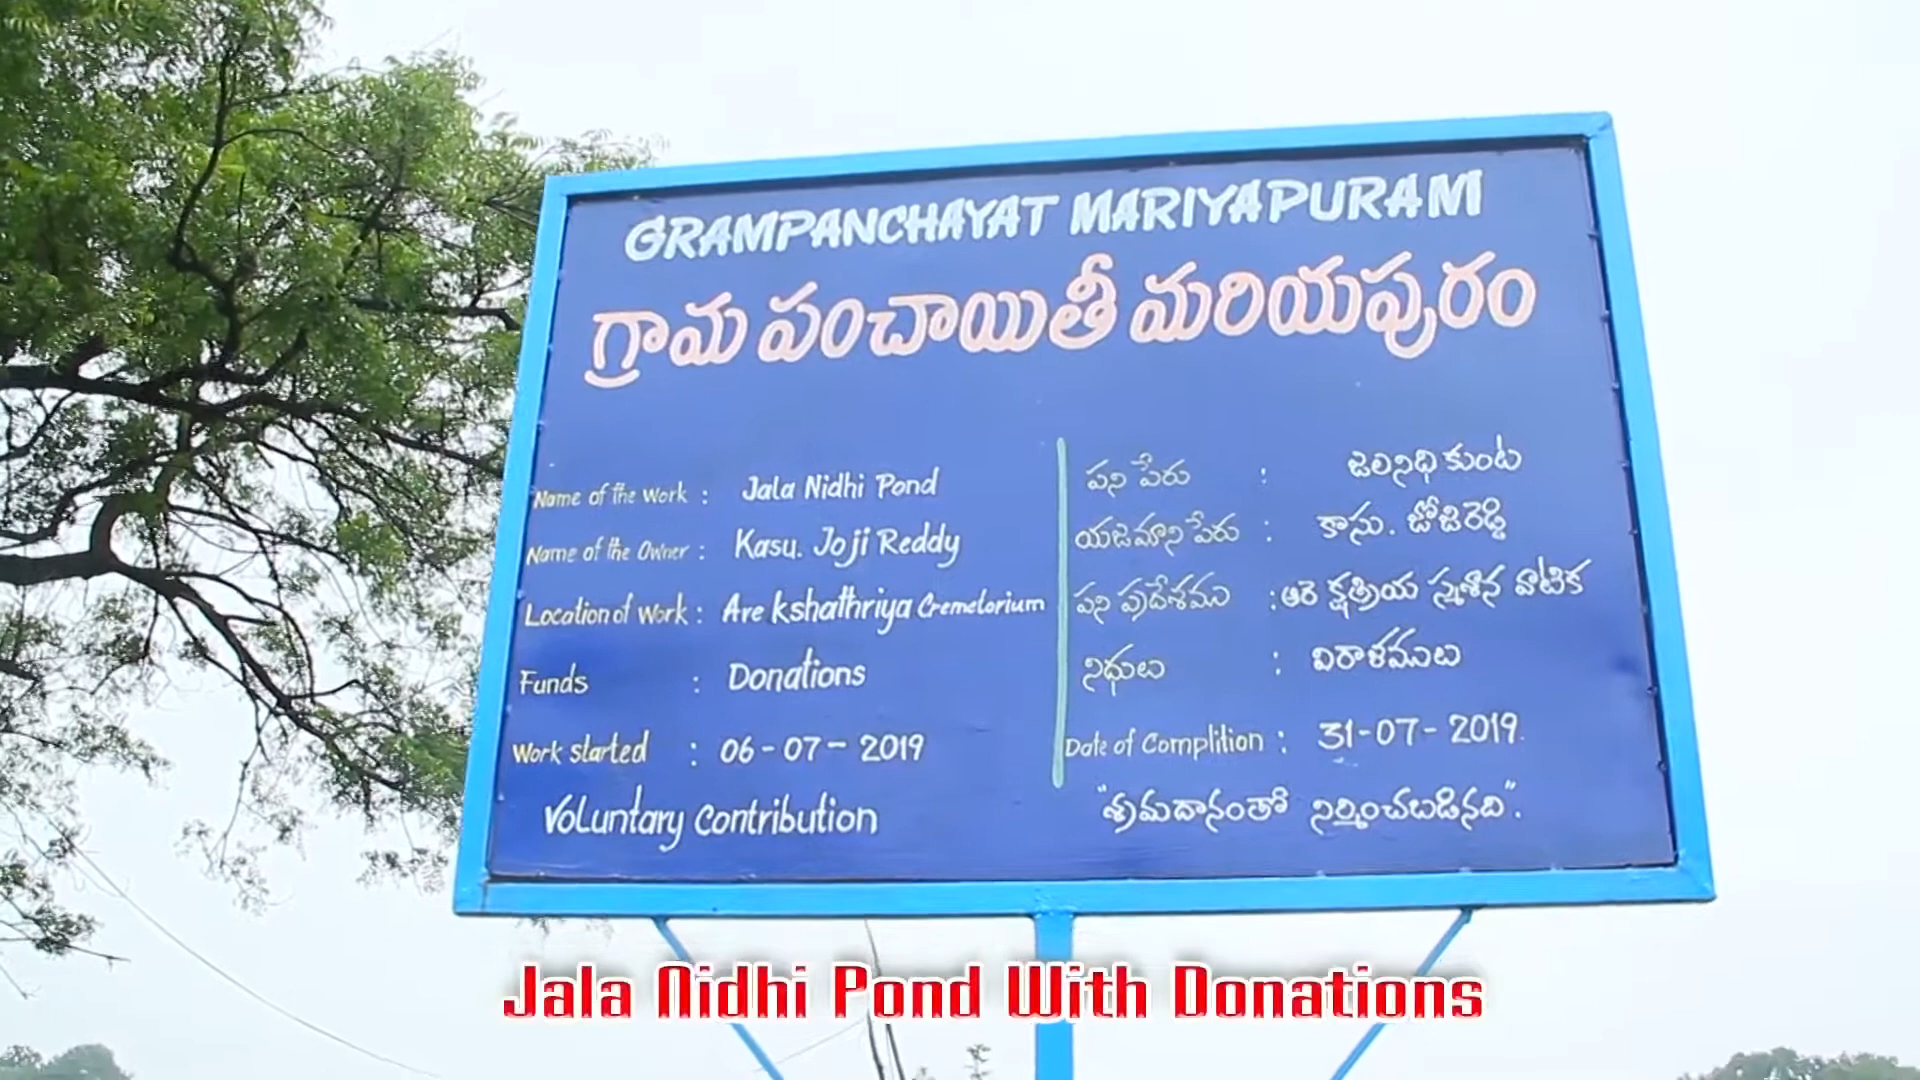 GRAMPANCHAYAT MARIYAPURAM
గ్రామ పంచాయితీ మరియపురం
Name of the Work : Jala Nidhi Pond
Name of the Owner : Kasu. Joji Reddy
Location of Work : Are Kshathriya Cremetorium
Funds : Donations
Work started : 06-07-2019
Voluntary Contribution
పని పేరు : జలనిధి కుంట
యజమాని పేరు : కాసు. జోజిరెడ్డి
పని ప్రదేశము : ఆరె క్షత్రియ స్మశాన వాటిక
నిధులు : విరాళములు
Date of Complition : 31-07-2019.
"శ్రమదానంతో నిర్మించబడినది".
Jala Nidhi Pond With Donations